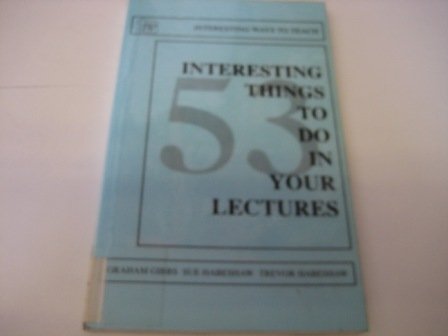 INTERESTING WAYS TO TEACH
53
INTERESTING
THINGS
TO
DO
IN
YOUR
LECTURES
GRAHAM GIBBS SUE HABESHAW TREVOR HABESHAW